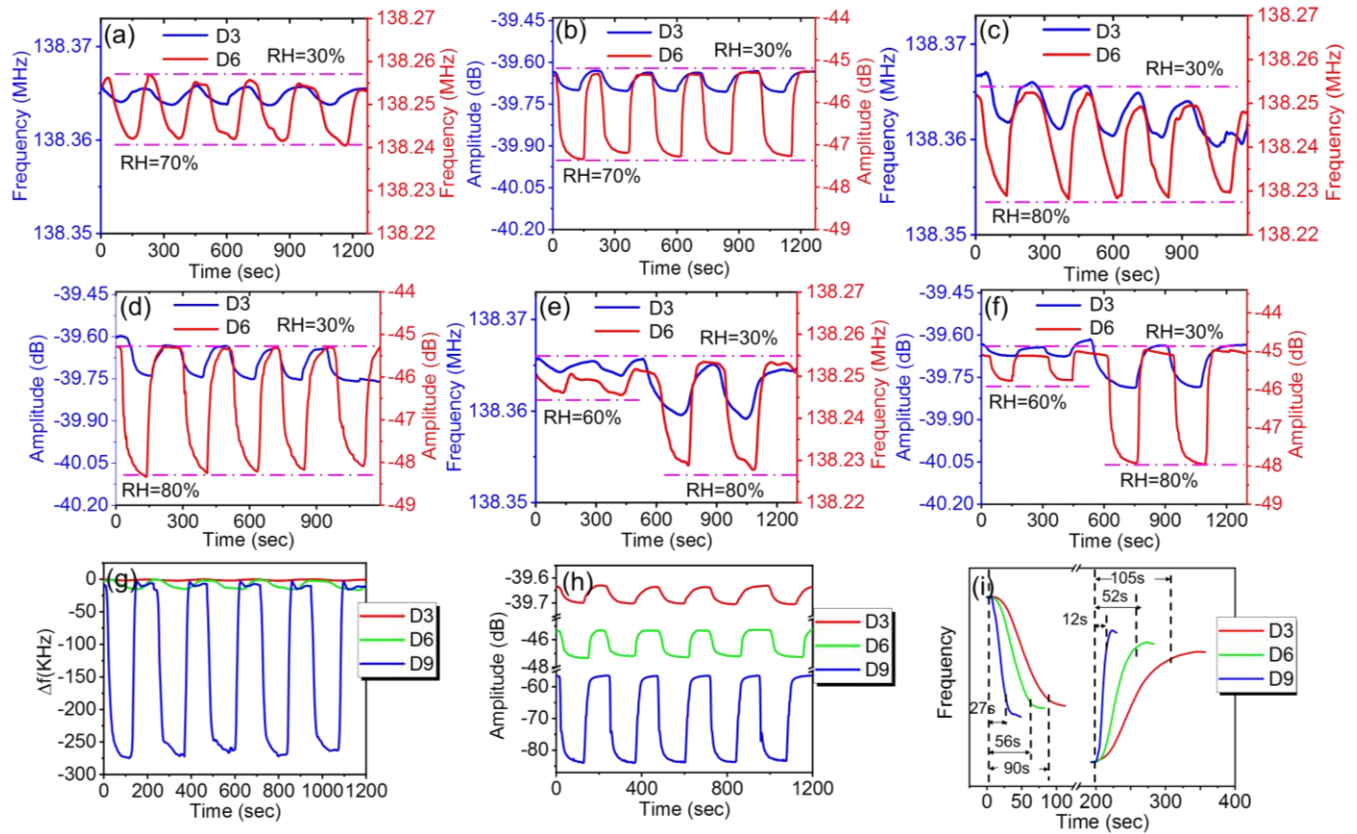 (a)
D3
D6
RH=30%
RH=70%
138.37
138.36
138.35
Frequency (MHz)
138.27
138.26
138.25
138.24
138.23
138.22
Frequency (MHz)
0 300 600 900 1200
Time (sec)
(b)
D3
D6
RH=30%
RH=70%
-39.45
-39.60
-39.75
-39.90
-40.05
-40.20
Amplitude (dB)
-44
-45
-46
-47
-48
-49
Amplitude (dB)
0 300 600 900 1200
Time (sec)
(c)
D3
D6
RH=30%
RH=80%
138.37
138.36
138.35
Frequency (MHz)
138.27
138.26
138.25
138.24
138.23
138.22
Frequency (MHz)
0 300 600 900
Time (sec)
(d)
D3
D6
RH=30%
RH=80%
-39.45
-39.60
-39.75
-39.90
-40.05
-40.20
Amplitude (dB)
-44
-45
-46
-47
-48
-49
Amplitude (dB)
0 300 600 900
Time (sec)
(e)
D3
D6
RH=30%
RH=60%
RH=80%
138.37
138.36
138.35
Frequency (MHz)
138.27
138.26
138.25
138.24
138.23
138.22
Frequency (MHz)
0 300 600 900 1200
Time (sec)
(f)
D3
D6
RH=30%
RH=60%
RH=80%
-39.45
-39.60
-39.75
-39.90
-40.05
-40.20
Amplitude (dB)
-44
-45
-46
-47
-48
-49
Amplitude (dB)
0 300 600 900 1200
Time (sec)
(g)
0
-50
-100
-150
-200
-250
-300
Δf(KHz)
D3
D6
D9
0 200 400 600 800 1000 1200
Time (sec)
(h)
-39.6
-39.7
-46
-48
-60
-70
-80
Amplitude (dB)
D3
D6
D9
0 200 400 600 800 1000 1200
Time (sec)
(i)
105s
52s
12s
27s
56s
90s
Frequency
D3
D6
D9
0 50 100 200 300 400
Time (sec)